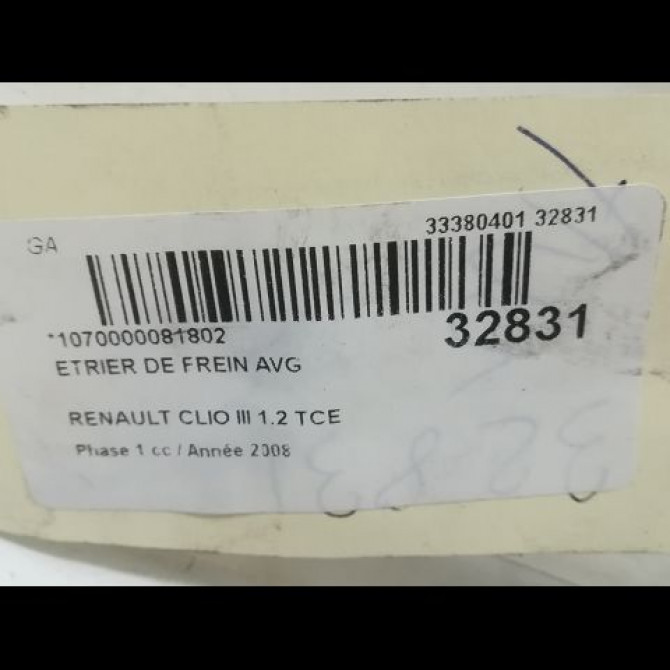 GA
33380401 32831
*1070000081802
32831
ETRIER DE FREIN AVG
RENAULT CLIO III 1.2 TCE
Phase 1 cc / Année 2008